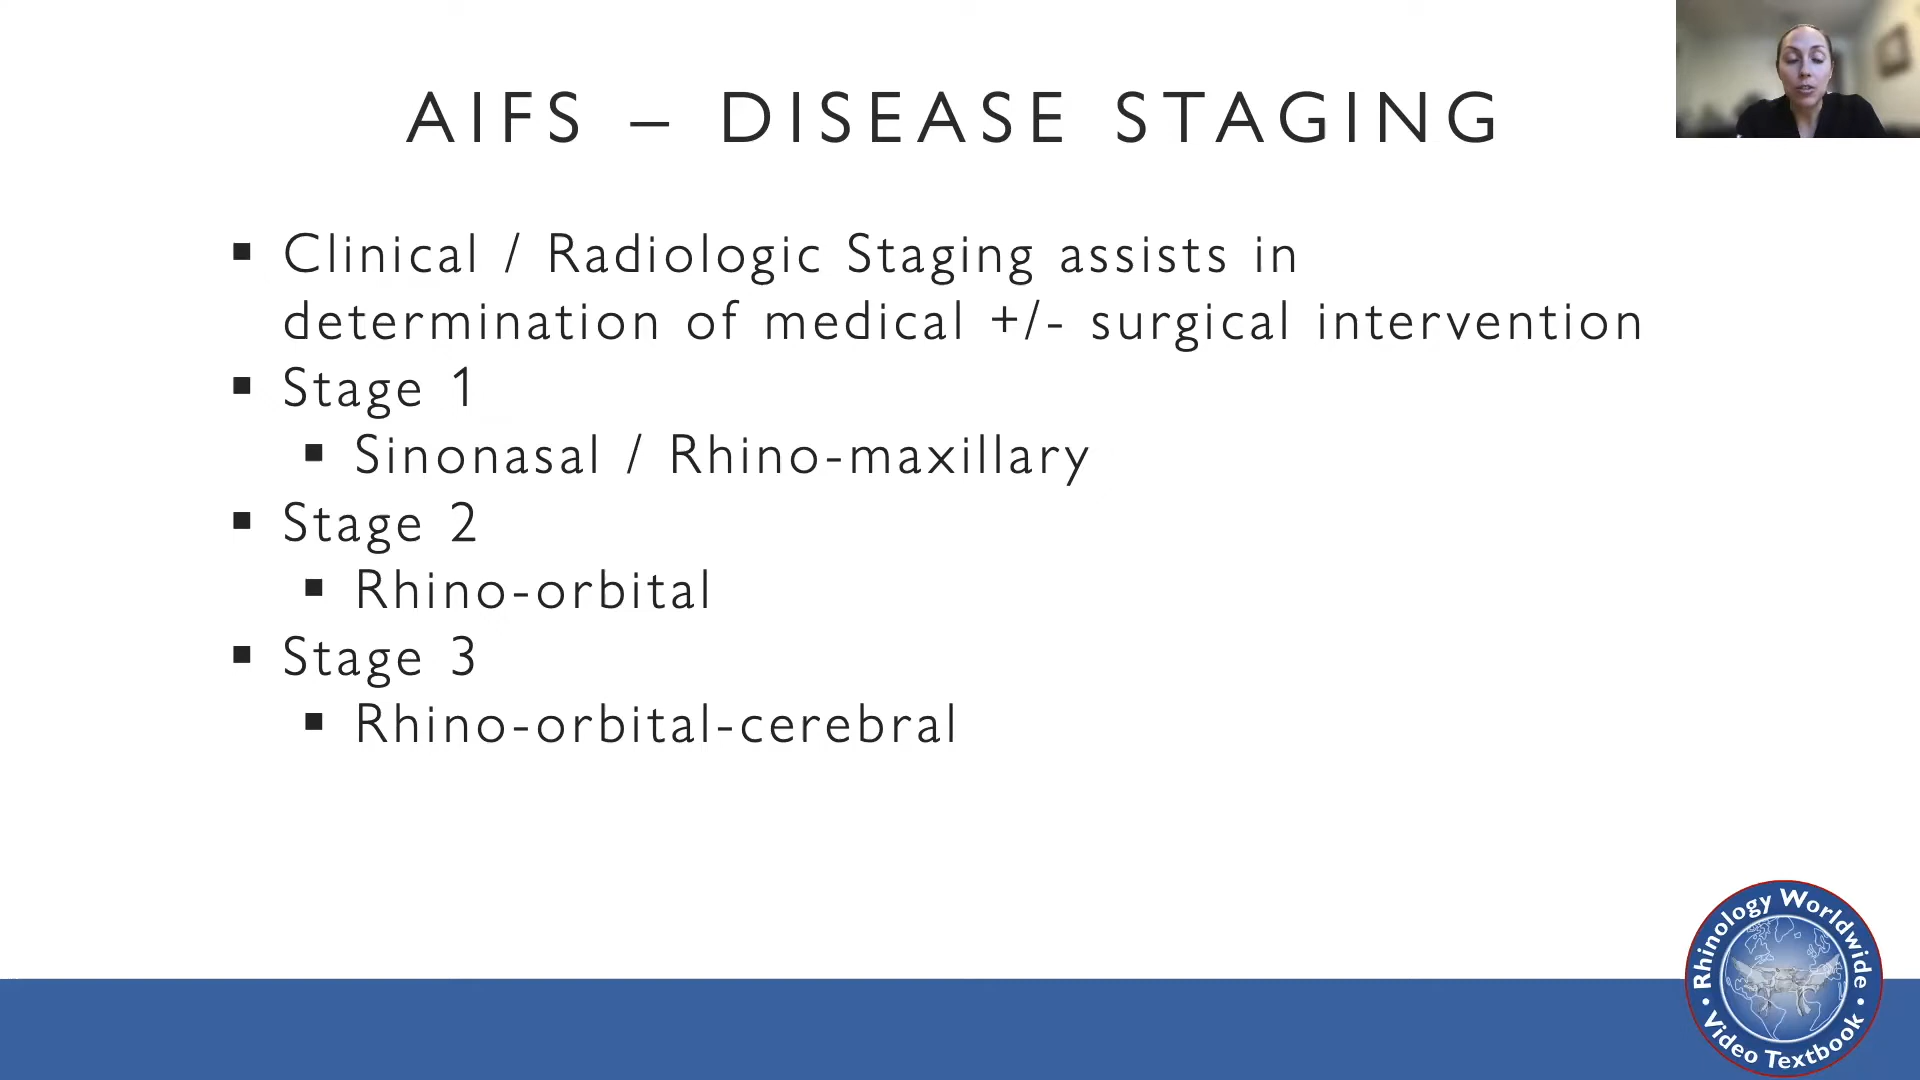 AIFS – DISEASE STAGING
Clinical / Radiologic Staging assists in
determination of medical +/- surgical intervention
Stage 1
Sinonasal / Rhino-maxillary
Stage 2
Rhino-orbital
Stage 3
Rhino-orbital-cerebral
Rhinology Worldwide
• Video Textbook •